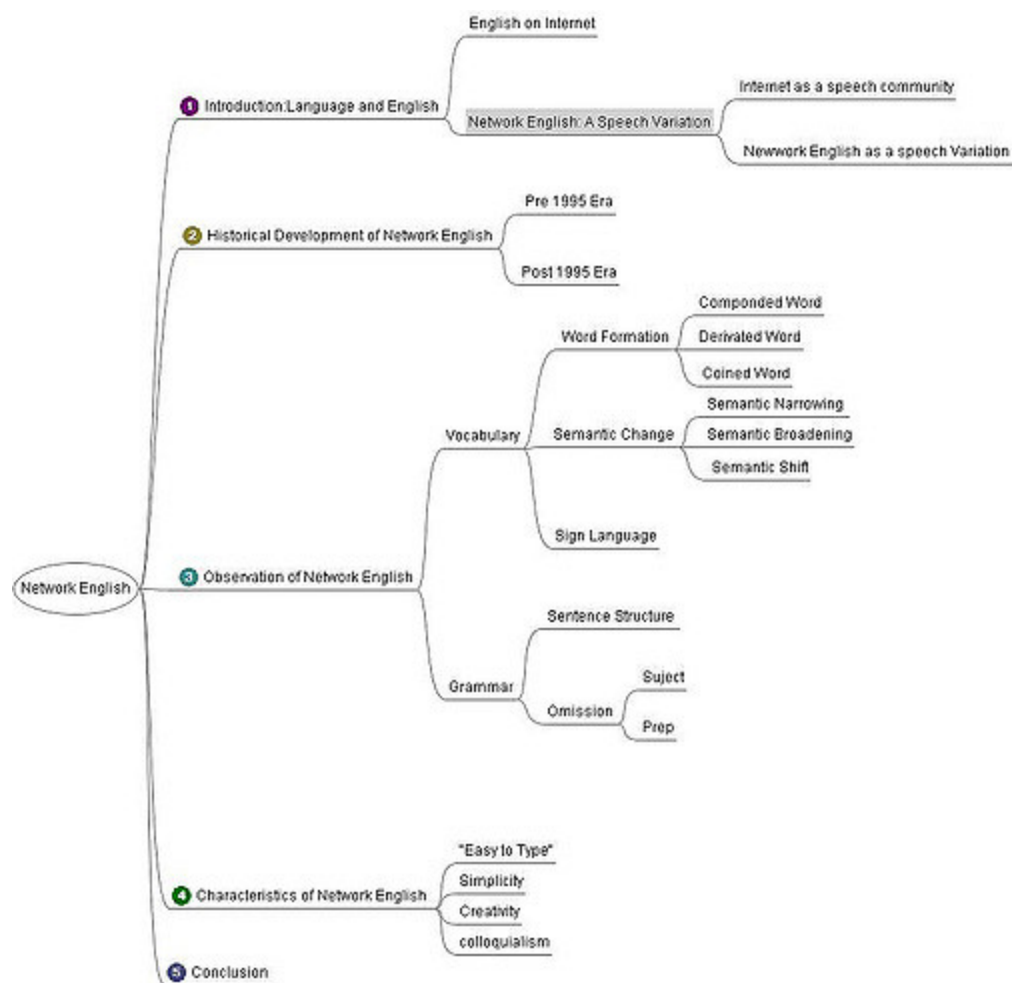 Network English
1 Introduction:Language and English
English on Internet
Network English: A Speech Variation
Internet as a speech community
Newwork English as a speech Variation
2 Historical Development of Network English
Pre 1995 Era
Post 1995 Era
3 Observation of Network English
Vocabulary
Word Formation
Componded Word
Derivated Word
Coined Word
Semantic Change
Semantic Narrowing
Semantic Broadening
Semantic Shift
Sign Language
Grammar
Sentence Structure
Omission
Suject
Prep
4 Characteristics of Network English
"Easy to Type"
Simplicity
Creativity
colloquialism
5 Conclusion